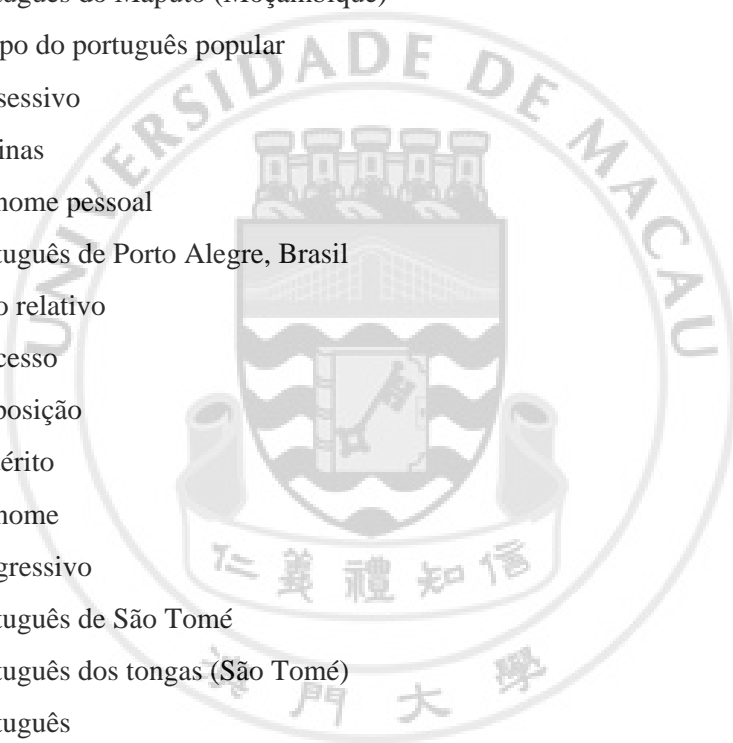 tuguês do Maputo (Moçambique)
po do português popular
sessivo
inas
nome pessoal
tuguês de Porto Alegre, Brasil
o relativo
cesso
posição
érito
nome
gressivo
tuguês de São Tomé
tuguês dos tongas (São Tomé)
tuguês
UNIVERSIDADE DE MACAU
仁義禮知信
澳門大學